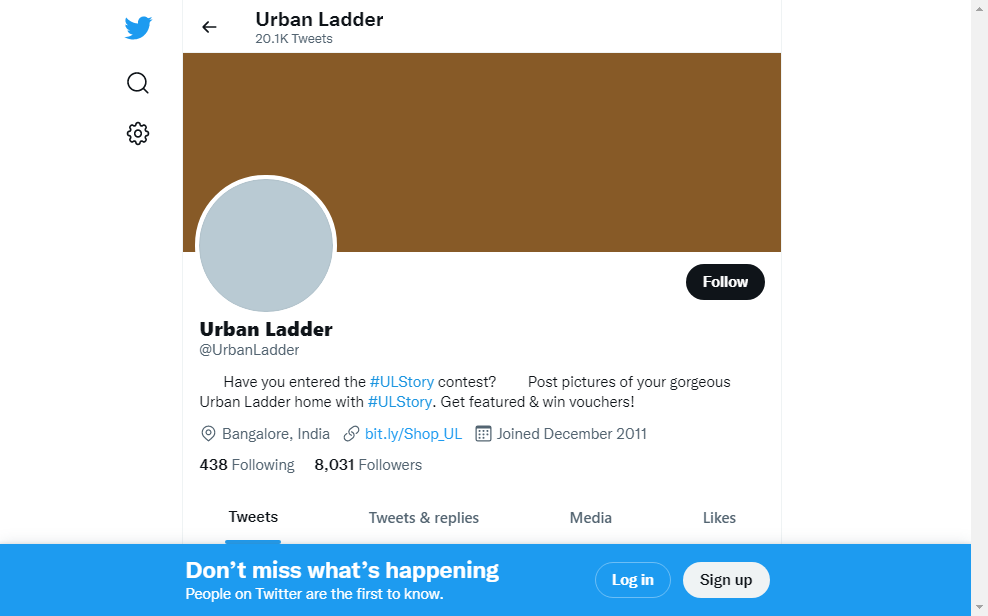 Urban Ladder
20.1K Tweets
Follow
Urban Ladder
@UrbanLadder
Have you entered the #ULStory contest? Post pictures of your gorgeous
Urban Ladder home with #ULStory. Get featured & win vouchers!
Bangalore, India bit.ly/Shop_UL Joined December 2011
438 Following 8,031 Followers
Tweets Tweets & replies Media Likes
Don’t miss what’s happening
People on Twitter are the first to know.
Log in Sign up